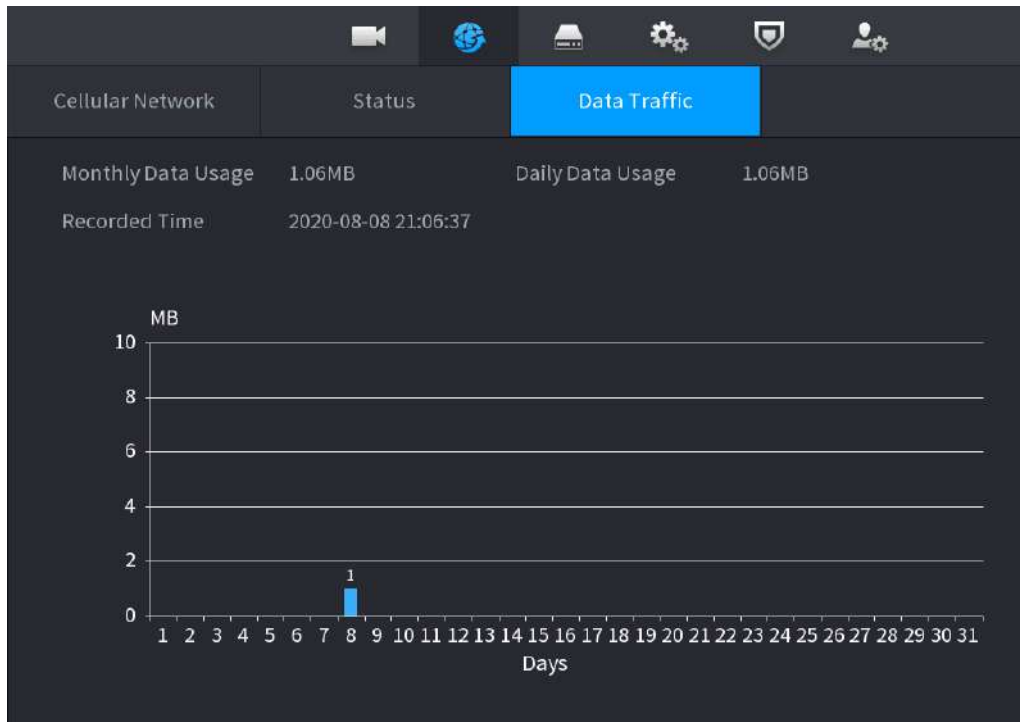 Cellular Network Status Data Traffic
Monthly Data Usage 1.06MB Daily Data Usage 1.06MB
Recorded Time 2020-08-08 21:06:37
MB
10
8
6
4
2
1
0
1 2 3 4 5 6 7 8 9 10 11 12 13 14 15 16 17 18 19 20 21 22 23 24 25 26 27 28 29 30 31
Days